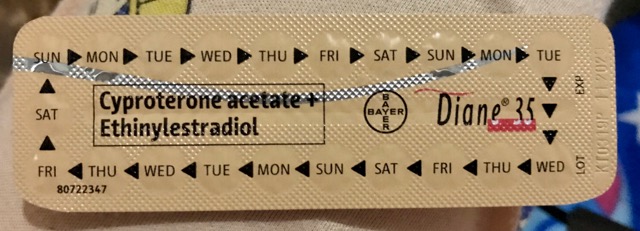 SUN MON TUE WED THU FRI SAT SUN MON TUE
EXP
SAT
Cyproterone acetate +
Ethinylestradiol
BAYER
BAYER
Diane® 35
FRI THU WED TUE MON SUN SAT FRI THU WED
LOT
80722347